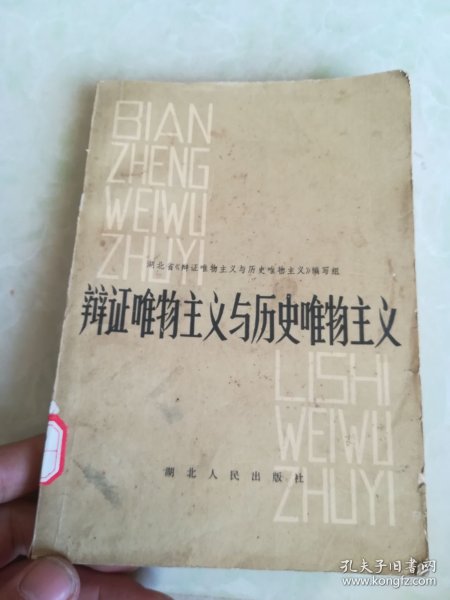 BIAN
ZHENG
WEIWU
ZHUYI
湖北省《辩证唯物主义与历史唯物主义》编写组
辩证唯物主义与历史唯物主义
LISHI
WEIWU
ZHUYI
湖北人民出版社
孔夫子旧书网
www.kongfz.com